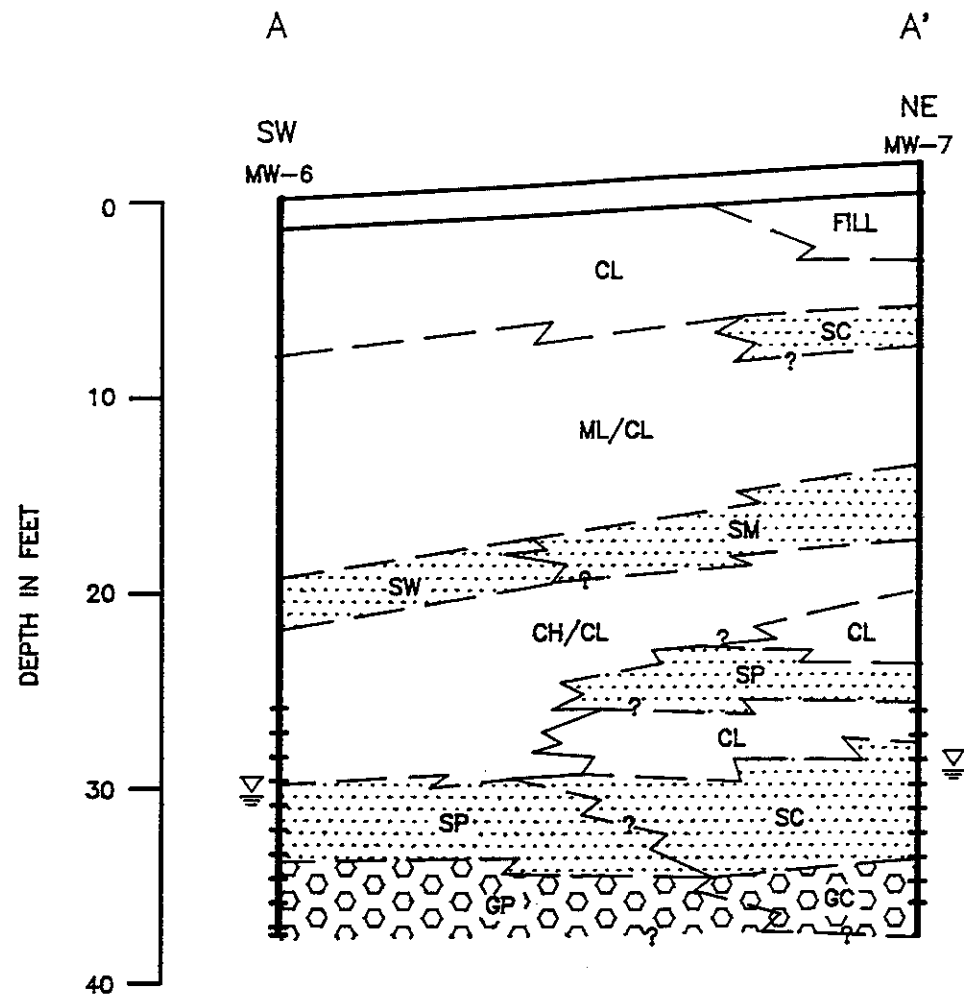 A A'
SW NE
MW-6 MW-7
0
FILL
CL
SC
?
10
ML/CL
SM
SW ?
20
CH/CL ? CL
SP
?
CL
30
SP ? SC
GP GC
? ?
40
DEPTH IN FEET